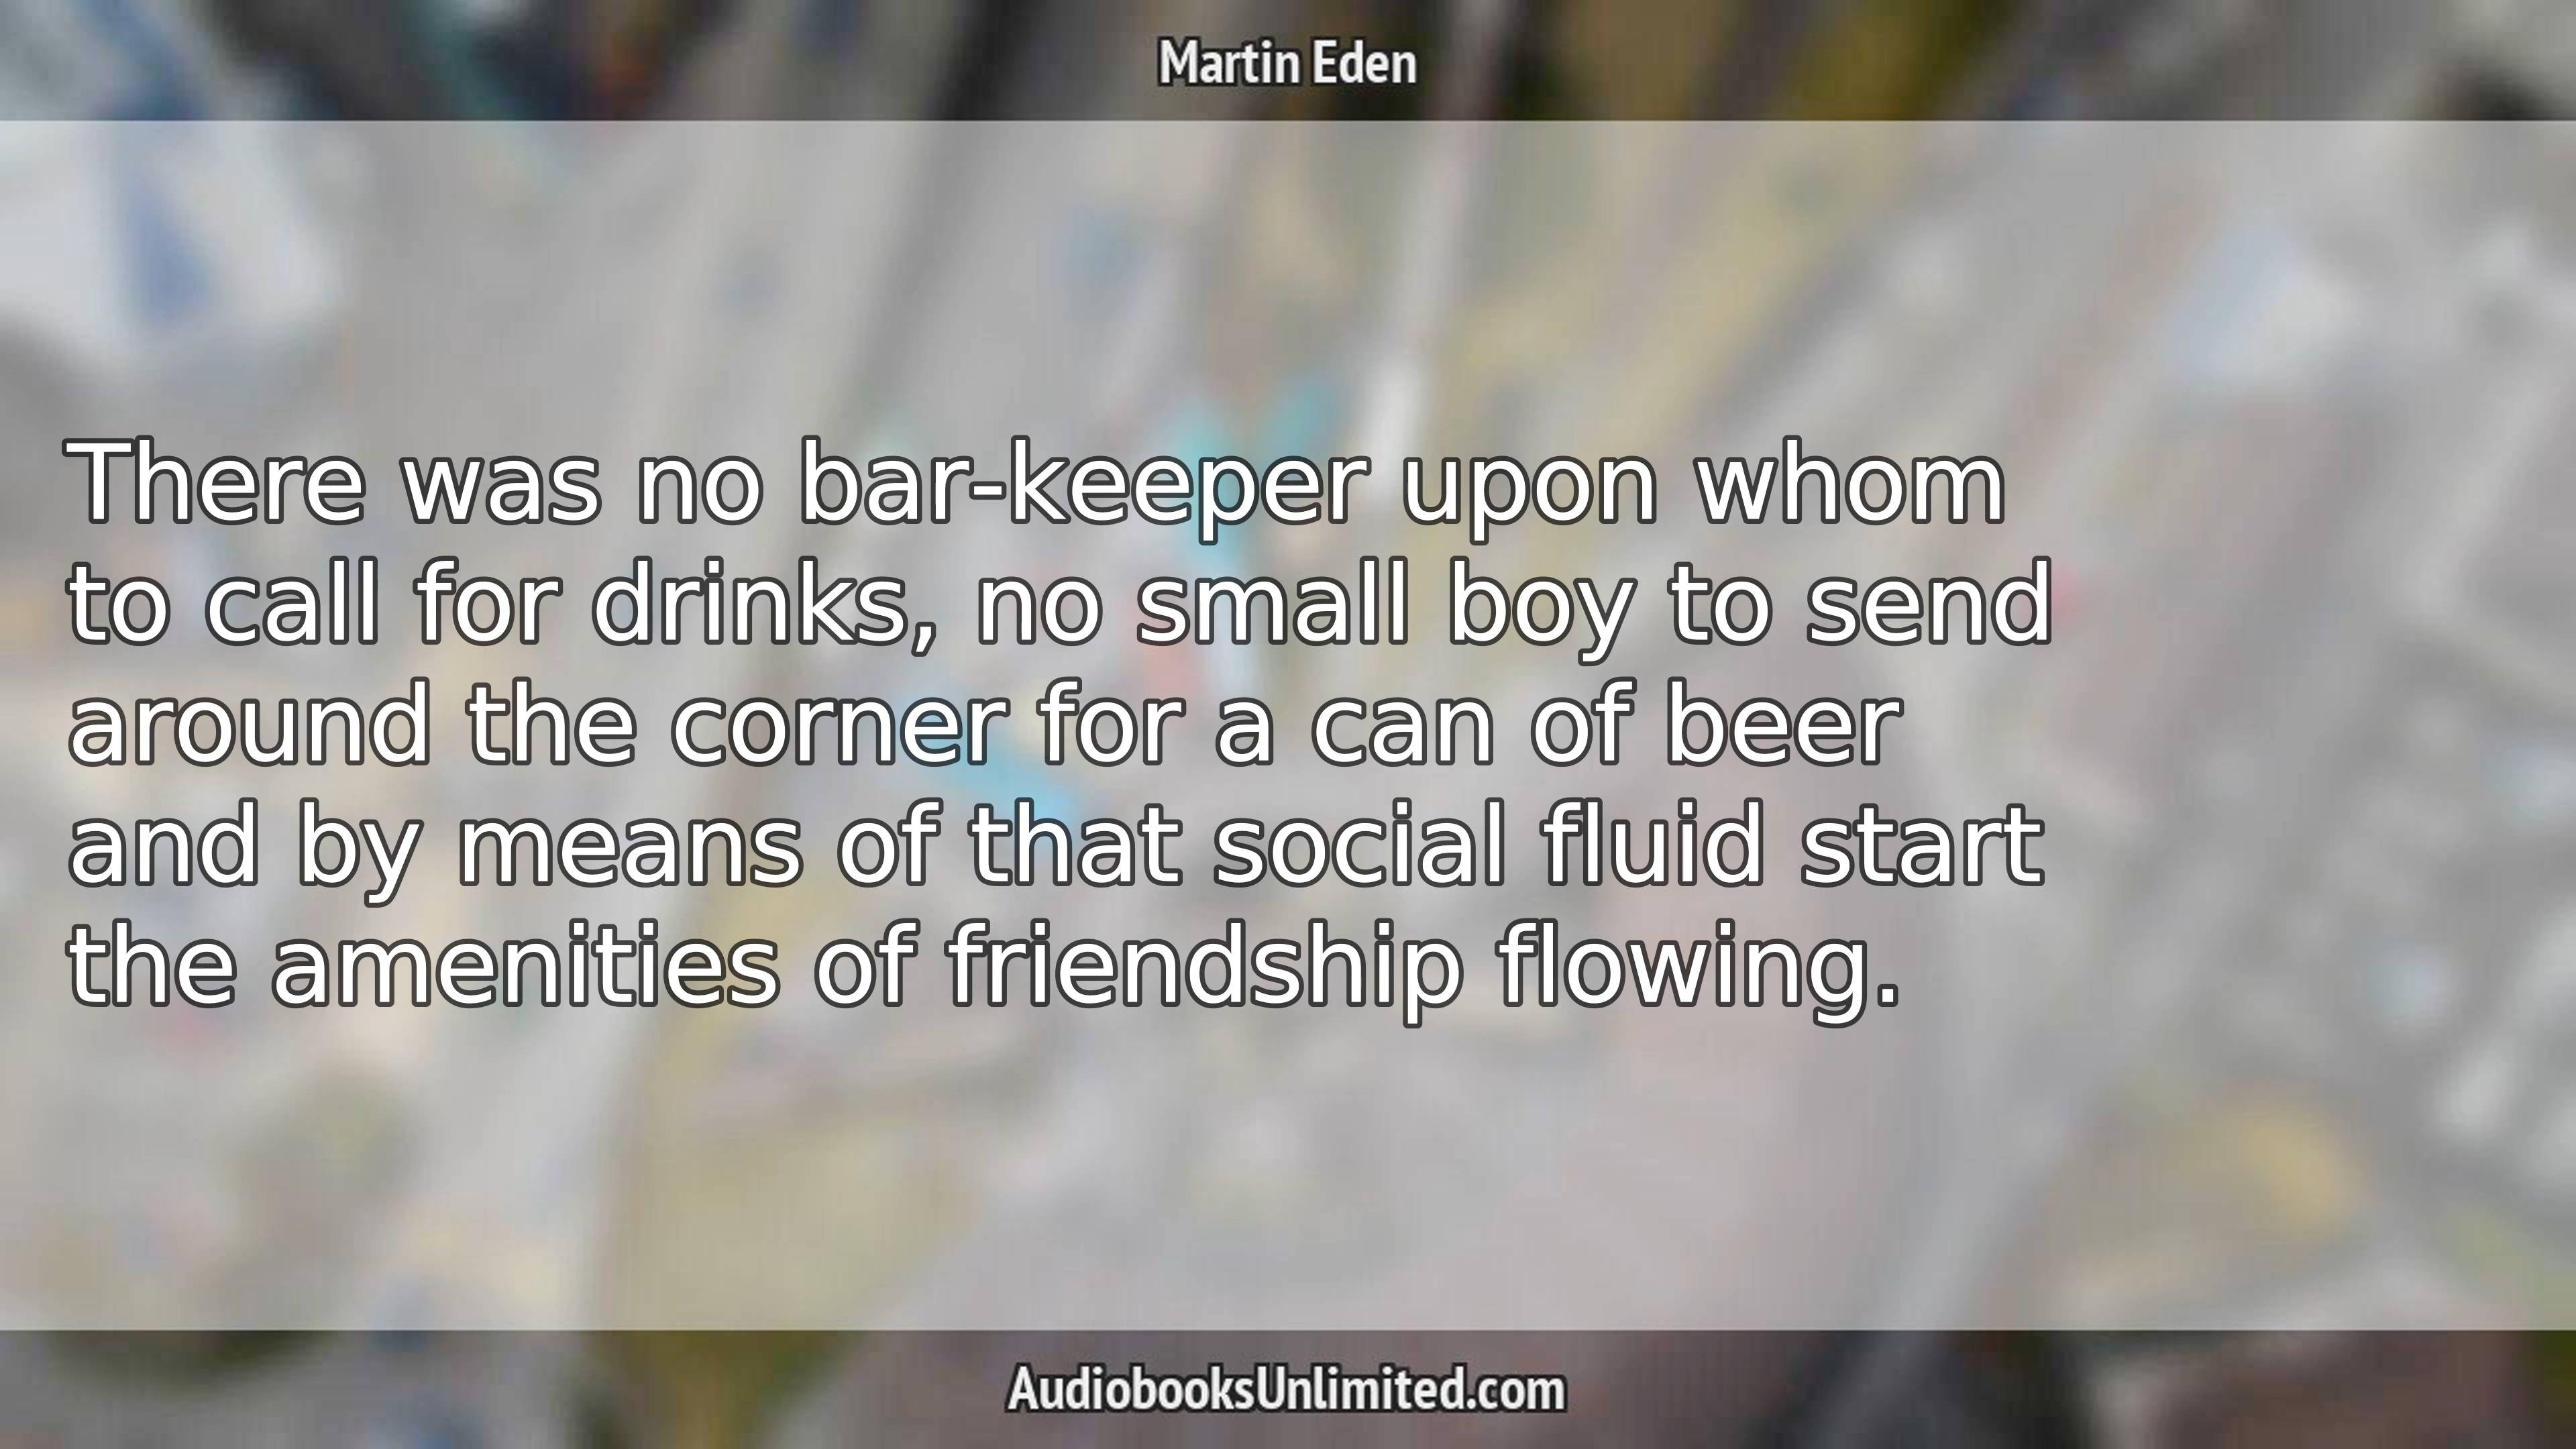 Martin Eden
There was no bar-keeper upon whom
to call for drinks, no small boy to send
around the corner for a can of beer
and by means of that social fluid start
the amenities of friendship flowing.
AudiobooksUnlimited.com